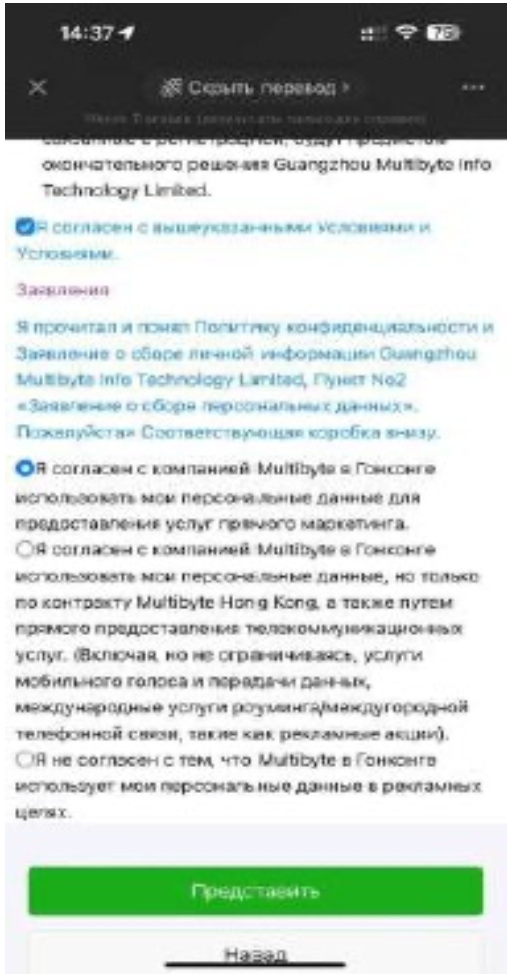 14:37
75
Скрыть перевод >
окончательного решения Guangzhou Multibyte Info
Technology Limited.
Я согласен с вышеуказанными Условиями и
Условиями.
Заявления
Я прочитал и понял Политику конфиденциальности и
Заявление о сборе личной информации Guangzhou
Multibyte Info Technology Limited, Пункт No2
«Заявление о сборе персональных данных».
Пожалуйста» Соответствующая коробка внизу.
Я согласен с компанией Multibyte в Гонконге
использовать мои персональные данные для
предоставления услуг прямого маркетинга.
Я согласен с компанией Multibyte в Гонконге
использовать мои персональные данные, но только
по контракту Multibyte Hong Kong, а также путем
прямого предоставления телекоммуникационных
услуг. (Включая, но не ограничиваясь, услуги
мобильного голоса и передачи данных,
международные услуги роуминга/междугородной
телефонной связи, такие как рекламные акции).
Я не согласен с тем, что Multibyte в Гонконге
использует мои персональные данные в рекламных
целях.
Представить
Назад